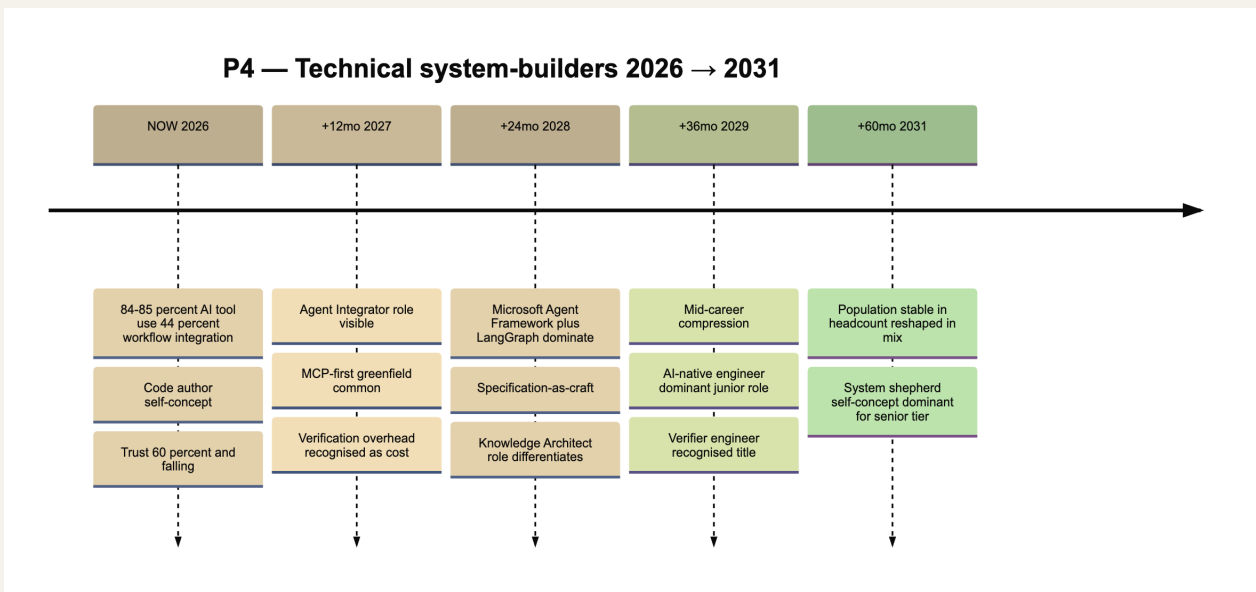 P4 — Technical system-builders 2026 → 2031
NOW 2026
+12mo 2027
+24mo 2028
+36mo 2029
+60mo 2031
84-85 percent AI tool
use 44 percent
workflow integration
Code author
self-concept
Trust 60 percent and
falling
Agent Integrator role
visible
MCP-first greenfield
common
Verification overhead
recognised as cost
Microsoft Agent
Framework plus
LangGraph dominate
Specification-as-craft
Knowledge Architect
role differentiates
Mid-career
compression
AI-native engineer
dominant junior role
Verifier engineer
recognised title
Population stable in
headcount reshaped in
mix
System shepherd
self-concept dominant
for senior tier